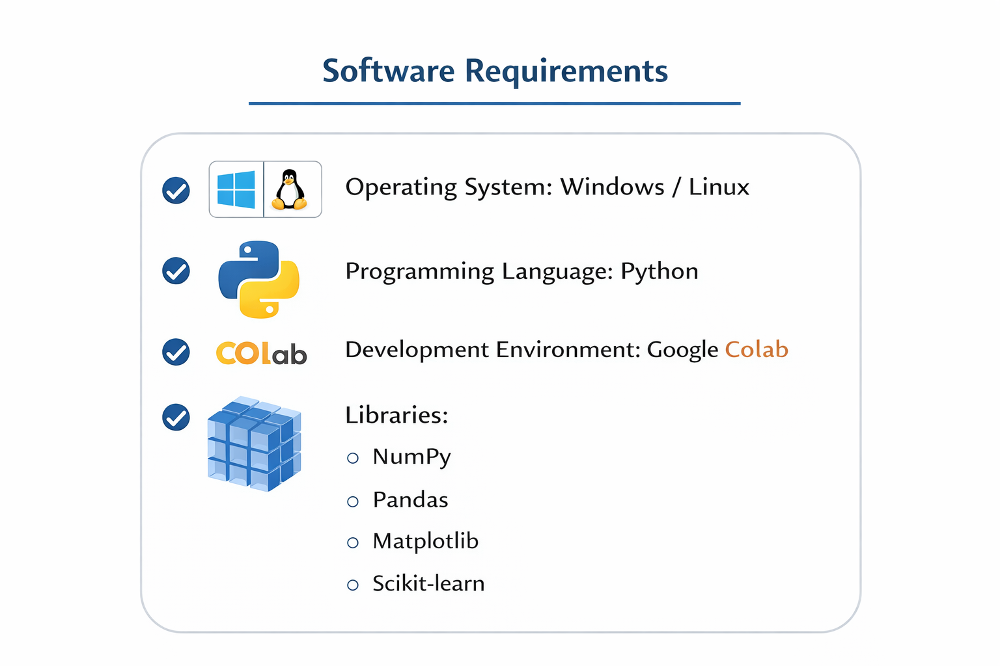 Software Requirements
Operating System: Windows / Linux
Programming Language: Python
COlab
Development Environment: Google Colab
Libraries:
NumPy
Pandas
Matplotlib
Scikit-learn